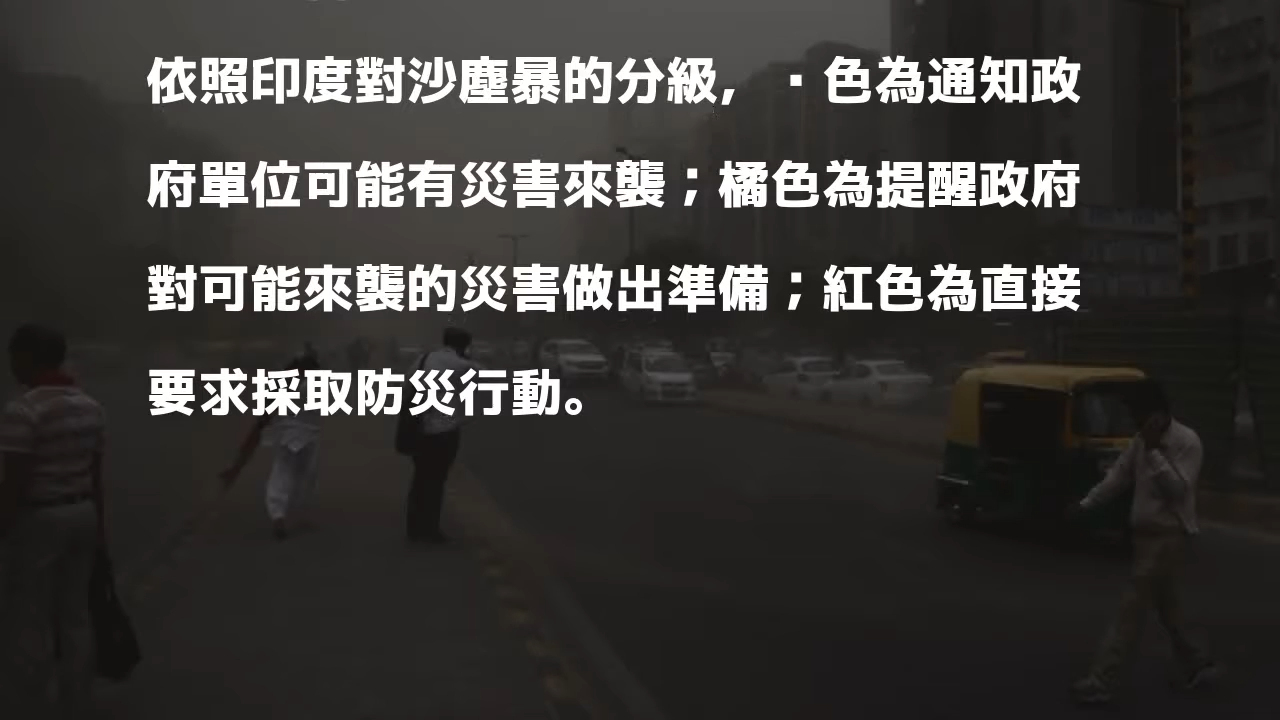 依照印度對沙塵暴的分級，·色為通知政
府單位可能有災害來襲；橘色為提醒政府
對可能來襲的災害做出準備；紅色為直接
要求採取防災行動。